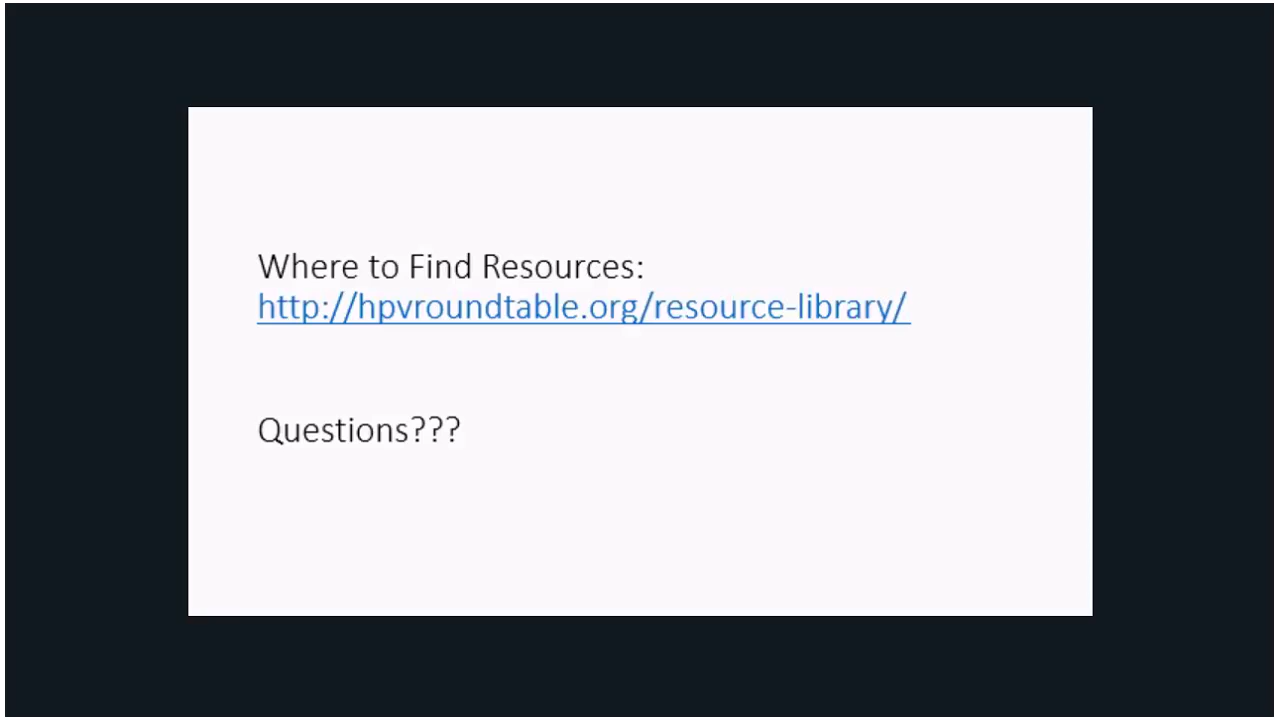 Where to Find Resources:
http://hpvroundtable.org/resource-library/
Questions???